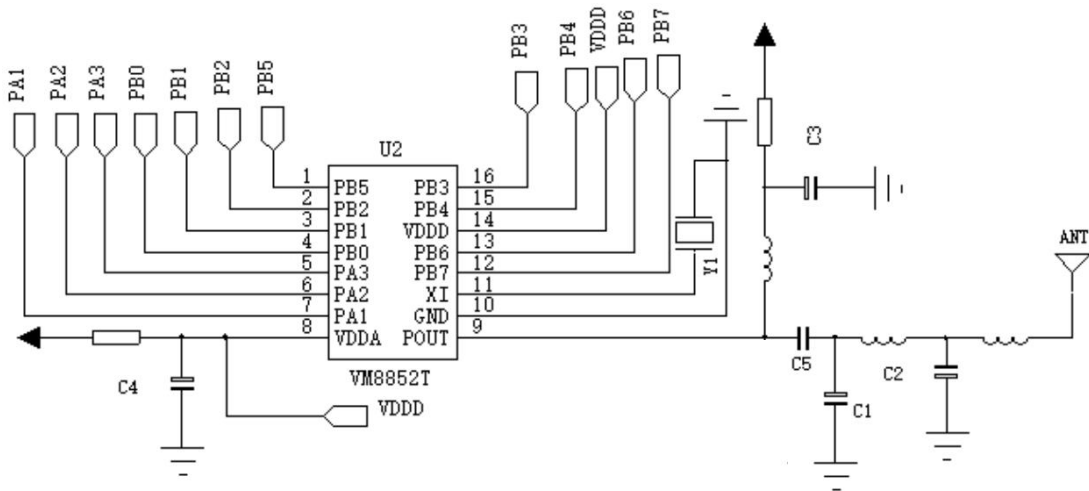 PA1
PA2
PA3
PB0
PB1
PB2
PB5
PB3
PB4
VDDD
PB6
PB7
U2
C3
1 PB5 PB3 16
2 PB2 PB4 15
3 PB1 VDDD 14
4 PB0 PB6 13
5 PA3 PB7 12
6 PA2 XI 11
7 PA1 GND 10
8 VDDA POUT 9
Y1
ANT
VM8852T
C4
VDDD
C5
C1
C2